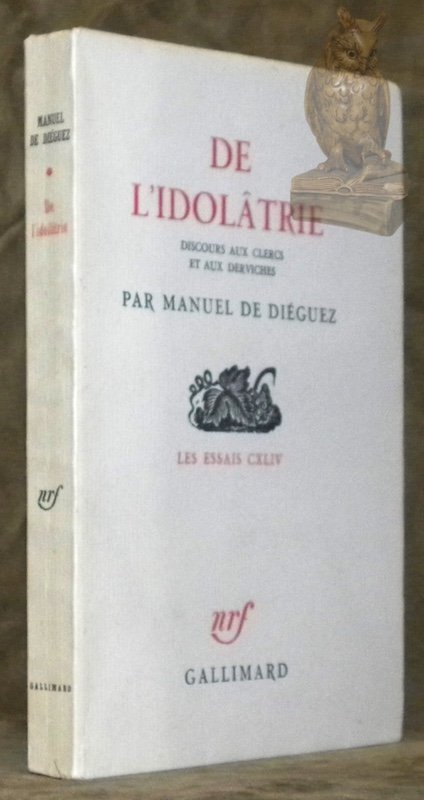 MANUEL
DE DIÉGUEZ
*
De
l'idolâtrie
nrf
GALLIMARD
DE
L'IDOLÂTRIE
DISCOURS AUX CLERCS
ET AUX DERVICHES
PAR MANUEL DE DIÉGUEZ
LES ESSAIS CXLIV
nrf
GALLIMARD